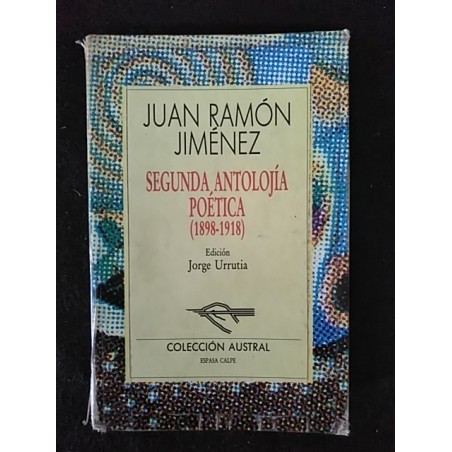 JUAN RAMÓN
JIMÉNEZ
SEGUNDA ANTOLOJÍA
POÉTICA
(1898-1918)
Edición
Jorge Urrutia
COLECCIÓN AUSTRAL
ESPASA CALPE